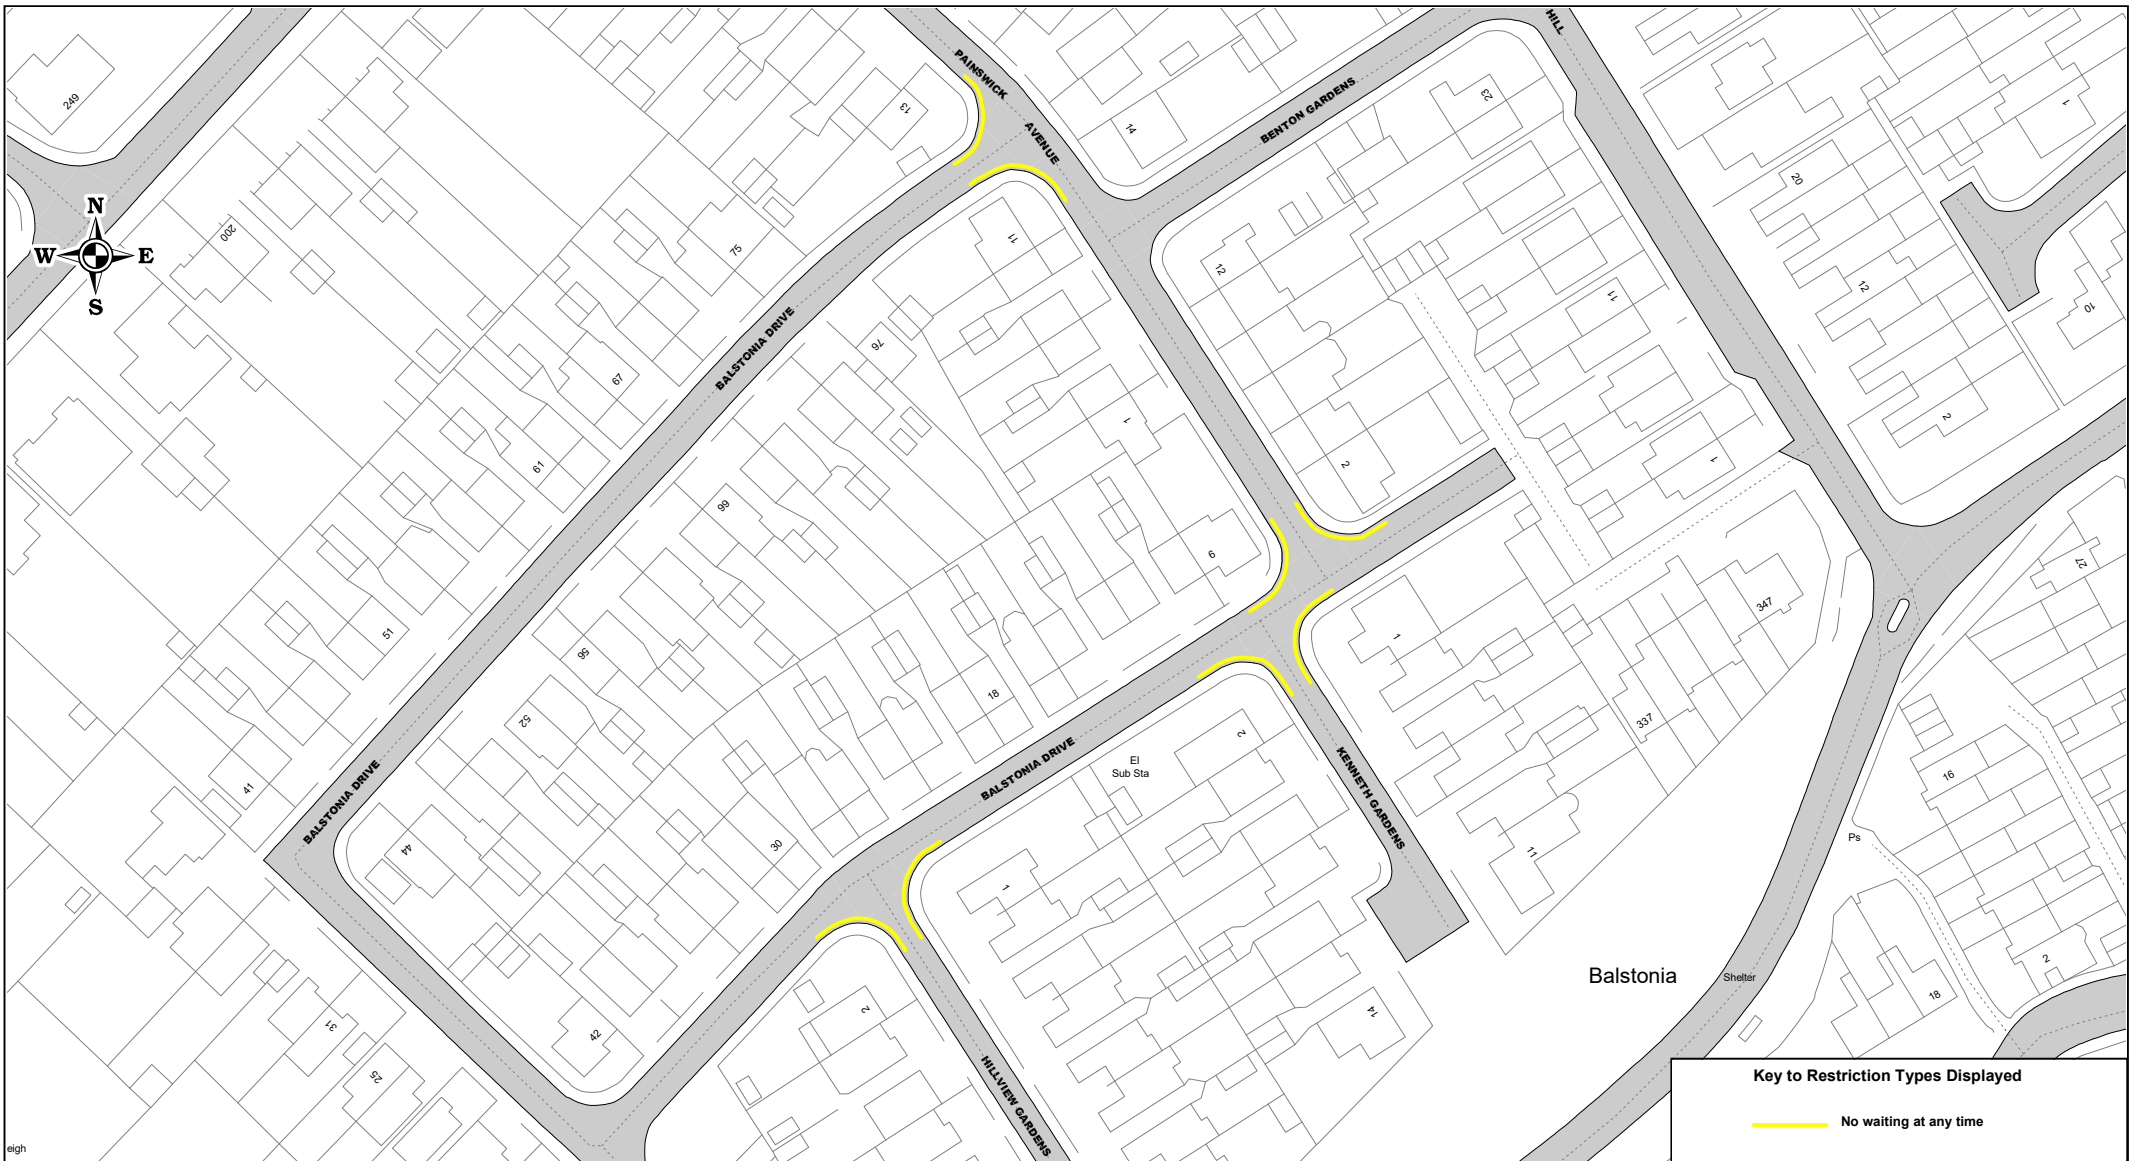 HILL
PAINSWICK
AVENUE
BENTON GARDENS
249
13
14
23
1
20
200
N
W
E
S
75
11
12
12
10
11
BALSTONIA DRIVE
76
67
1
2
61
66
2
1
6
27
51
56
347
1
18
52
337
2
El
Sub Sta
BALSTONIA DRIVE
KENNETH GARDENS
16
41
BALSTONIA DRIVE
44
30
11
Ps
1
2
Balstonia
Shelter
18
31
42
2
14
25
HILLVIEW GARDENS
eigh
Key to Restriction Types Displayed
No waiting at any time